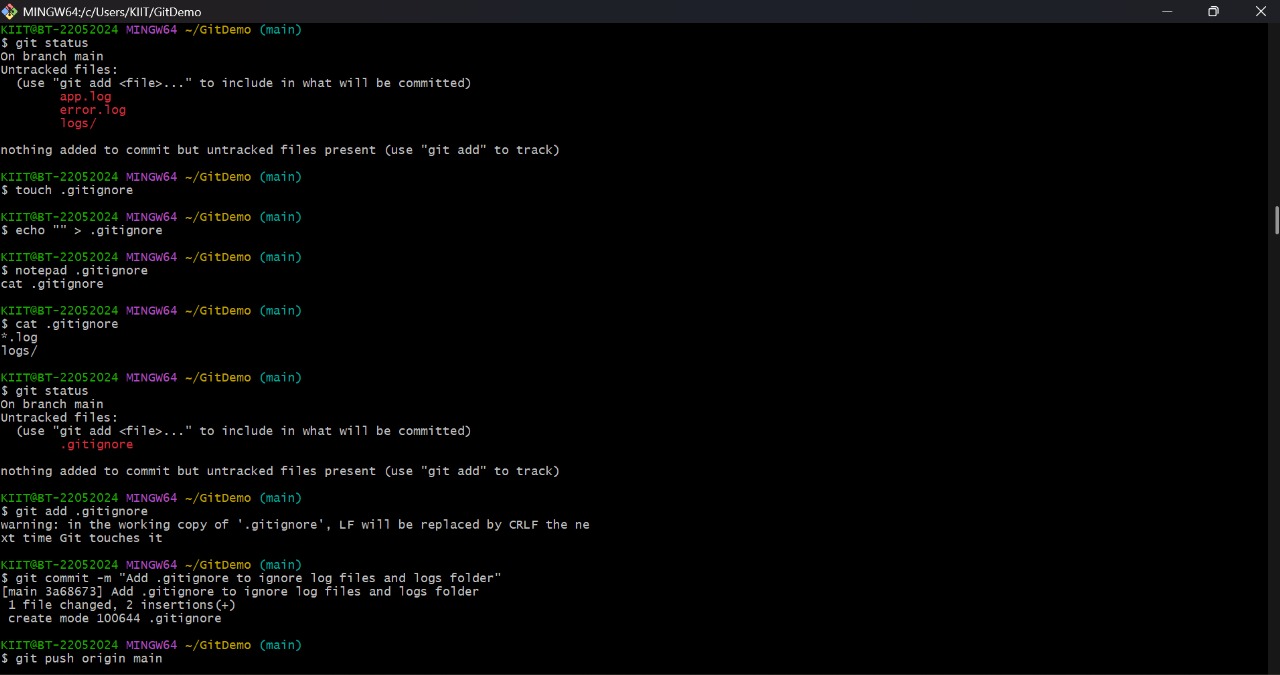 MINGW64:/c/Users/KIIT/GitDemo
KIIT@BT-22052024 MINGW64 ~/GitDemo (main)
$ git status
On branch main
Untracked files:
  (use "git add <file>..." to include in what will be committed)
        app.log
        error.log
        logs/
nothing added to commit but untracked files present (use "git add" to track)
KIIT@BT-22052024 MINGW64 ~/GitDemo (main)
$ touch .gitignore
KIIT@BT-22052024 MINGW64 ~/GitDemo (main)
$ echo "" > .gitignore
KIIT@BT-22052024 MINGW64 ~/GitDemo (main)
$ notepad .gitignore
cat .gitignore
KIIT@BT-22052024 MINGW64 ~/GitDemo (main)
$ cat .gitignore
*.log
logs/
KIIT@BT-22052024 MINGW64 ~/GitDemo (main)
$ git status
On branch main
Untracked files:
  (use "git add <file>..." to include in what will be committed)
        .gitignore
nothing added to commit but untracked files present (use "git add" to track)
KIIT@BT-22052024 MINGW64 ~/GitDemo (main)
$ git add .gitignore
warning: in the working copy of '.gitignore', LF will be replaced by CRLF the ne
xt time Git touches it
KIIT@BT-22052024 MINGW64 ~/GitDemo (main)
$ git commit -m "Add .gitignore to ignore log files and logs folder"
[main 3a68673] Add .gitignore to ignore log files and logs folder
 1 file changed, 2 insertions(+)
 create mode 100644 .gitignore
KIIT@BT-22052024 MINGW64 ~/GitDemo (main)
$ git push origin main